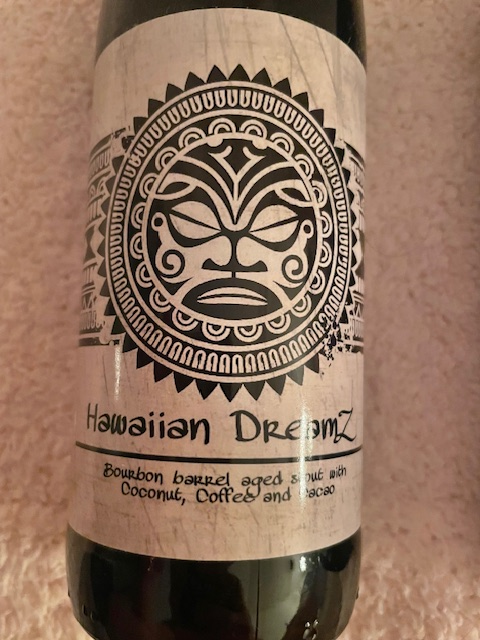 Hawaiian DreamZ
Bourbon barrel aged stout with
Coconut, Coffee and Cacao